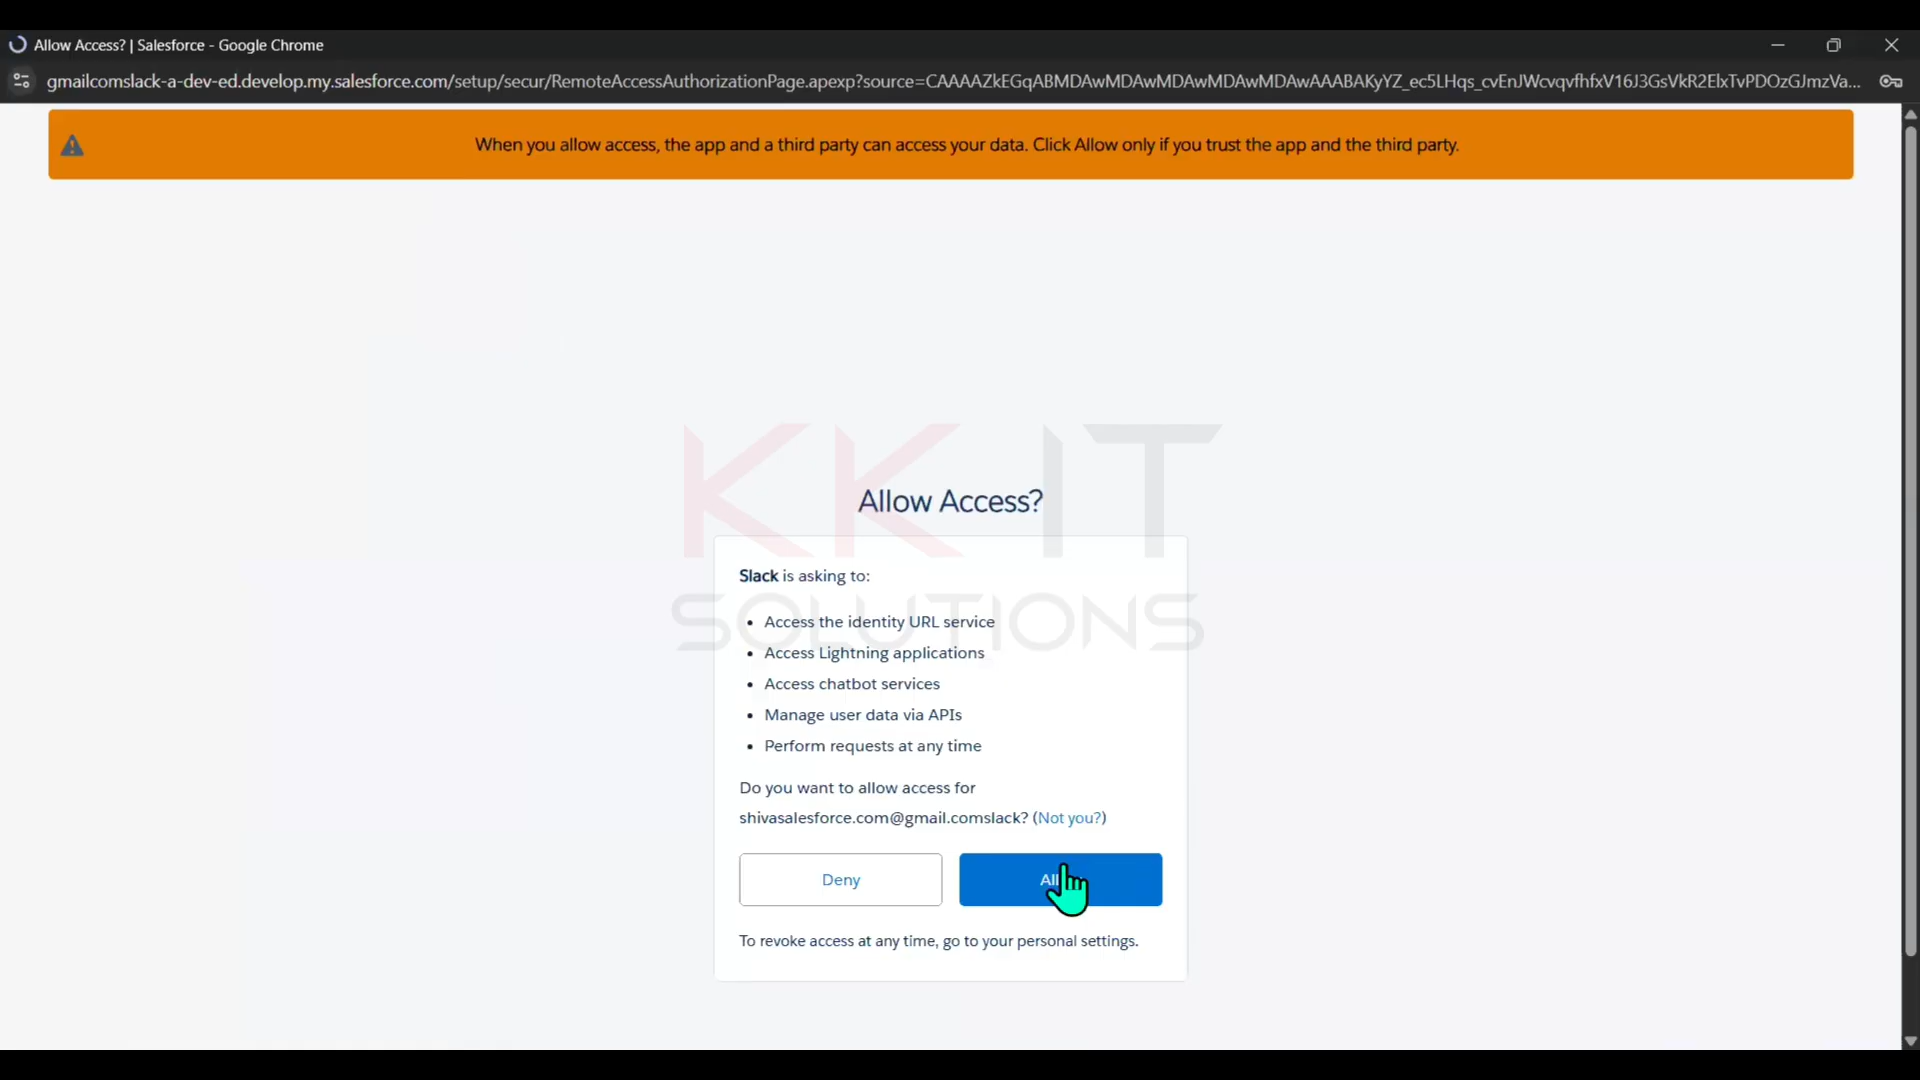 Allow Access? | Salesforce - Google Chrome
gmailcomslack-a-dev-ed.develop.my.salesforce.com/setup/secur/RemoteAccessAuthorizationPage.apexp?source=CAAAAZkEGqABMDAwMDAwMDAwMDAwMDAwAAABAKyYZ_ec5LHqs_cvEnJWcvqvfhfxV16J3GsVkR2ElxTvPDOzGJmzVa...
When you allow access, the app and a third party can access your data. Click Allow only if you trust the app and the third party.
KK IT
SOLUTIONS
Allow Access?
Slack is asking to:
• Access the identity URL service
• Access Lightning applications
• Access chatbot services
• Manage user data via APIs
• Perform requests at any time
Do you want to allow access for
shivasalesforce.com@gmail.comslack? (Not you?)
Deny
To revoke access at any time, go to your personal settings.